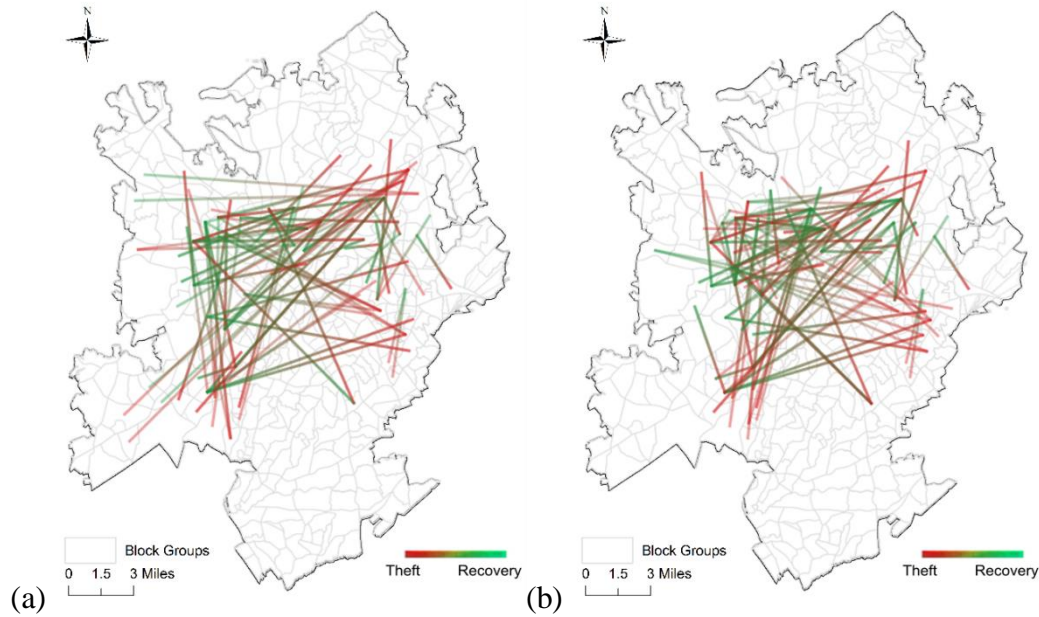 N
N
Block Groups
0 1.5 3 Miles
Theft Recovery
(a)
Block Groups
0 1.5 3 Miles
Theft Recovery
(b)